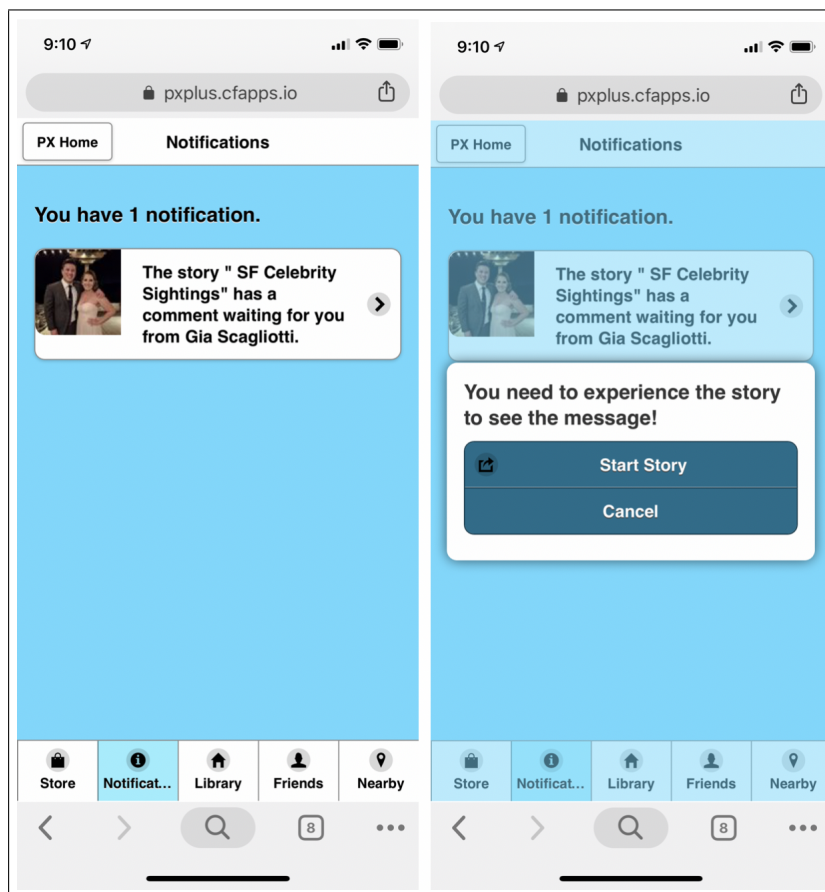 9:10
pxplus.cfapps.io
PX Home
Notifications
You have 1 notification.
The story " SF Celebrity
Sightings" has a
comment waiting for you
from Gia Scagliotti.
Store
Notificat...
Library
Friends
Nearby
8
9:10
pxplus.cfapps.io
PX Home
Notifications
You have 1 notification.
The story " SF Celebrity
Sightings" has a
comment waiting for you
from Gia Scagliotti.
You need to experience the story
to see the message!
Start Story
Cancel
Store
Notificat...
Library
Friends
Nearby
8